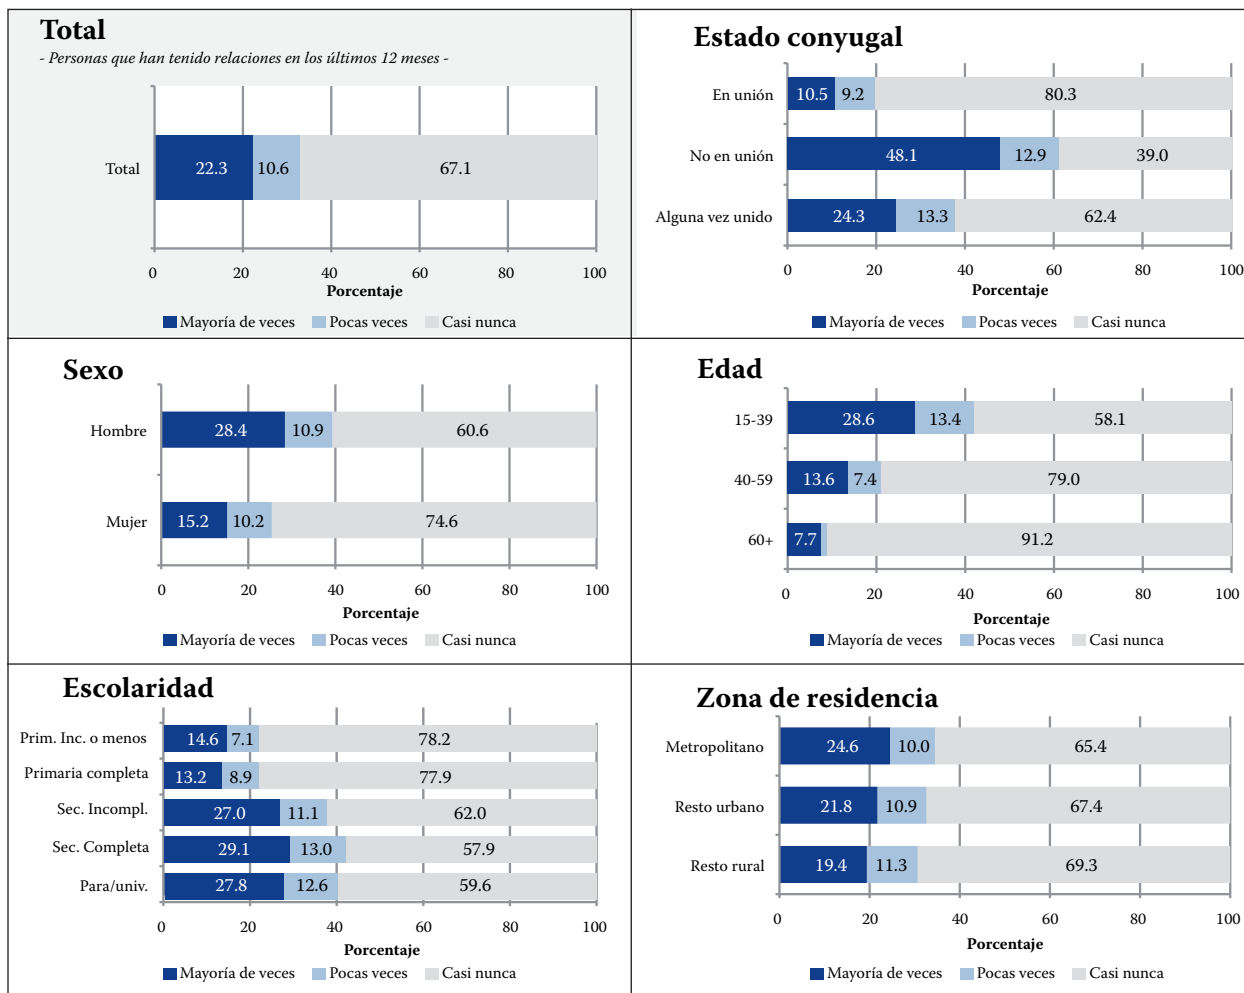 Total
- Personas que han tenido relaciones en los últimos 12 meses -
Total 22.3 10.6 67.1
0 20 40 60 80 100
Porcentaje
Mayoría de veces Pocas veces Casi nunca
Estado conyugal
En unión 10.5 9.2 80.3
No en unión 48.1 12.9 39.0
Alguna vez unido 24.3 13.3 62.4
0 20 40 60 80 100
Porcentaje
Mayoría de veces Pocas veces Casi nunca
Sexo
Hombre 28.4 10.9 60.6
Mujer 15.2 10.2 74.6
0 20 40 60 80 100
Porcentaje
Mayoría de veces Pocas veces Casi nunca
Edad
15-39 28.6 13.4 58.1
40-59 13.6 7.4 79.0
60+ 7.7 91.2
0 20 40 60 80 100
Porcentaje
Mayoría de veces Pocas veces Casi nunca
Escolaridad
Prim. Inc. o menos 14.6 7.1 78.2
Primaria completa 13.2 8.9 77.9
Sec. Incompl. 27.0 11.1 62.0
Sec. Completa 29.1 13.0 57.9
Para/univ. 27.8 12.6 59.6
0 20 40 60 80 100
Porcentaje
Mayoría de veces Pocas veces Casi nunca
Zona de residencia
Metropolitano 24.6 10.0 65.4
Resto urbano 21.8 10.9 67.4
Resto rural 19.4 11.3 69.3
0 20 40 60 80 100
Porcentaje
Mayoría de veces Pocas veces Casi nunca